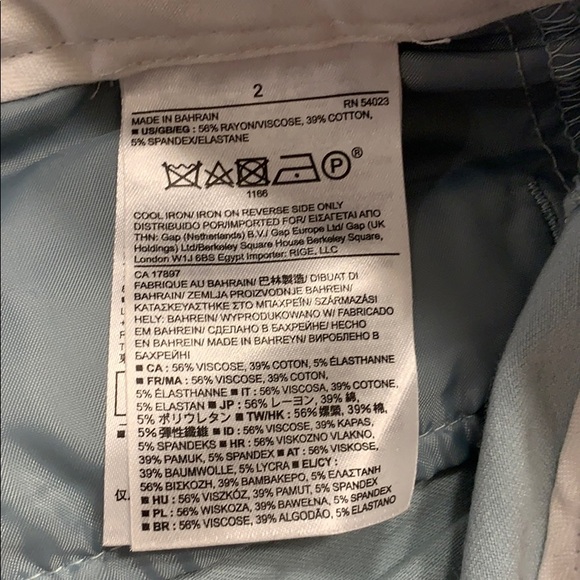 2
RN 54023
MADE IN BAHRAIN
■ US/GB/EG: 56% RAYON/VISCOSE, 39% COTTON,
5% SPANDEX/ELASTANE
P ®
1166
COOL IRON/ IRON ON REVERSE SIDE ONLY
DISTRIBUIDO POR/IMPORTED FOR/ ΕΙΣΑΓΕΤΑΙ ΑΠΟ
ΤΗΝ: Gap (Netherlands) B.V./ Gap Europe Ltd/ Gap (UK
Holdings) Ltd/Berkeley Square House Berkeley Square,
London W1J 6BS Egypt Importer: RIGE, LLC
CA 17897
FABRIQUE AU BAHRAIN/ 巴林製造/ DIBUAT DI
BAHRAIN/ ZEMLJA PROIZVODNJE BAHREIN/
ΚΑΤΑΣΚΕΥΑΣΤΗΚΕ ΣΤΟ ΜΠΑΧΡΕΪΝ/ SZÁRMAZÁSI
HELY: BAHREIN/ WYPRODUKOWANO W/ FABRICADO
EM BAHREIN/ СДЕЛАНО В БАХРЕЙНЕ/ HECHO
EN BAHREIN/ MADE IN BAHREYN/ ВИРОБЛЕНО В
БАХРЕЙНІ
■ CA : 56% VISCOSE, 39% COTON, 5% ÉLASTHANNE
■ FR/MA : 56% VISCOSE, 39% COTON,
5% ÉLASTHANNE ■ IT : 56% VISCOSA, 39% COTONE,
5% ELASTAN ■ JP : 56% レーヨン, 39% 綿,
5% ポリウレタン ■ TW/HK : 56% 嫘縈, 39% 棉,
5% 彈性纖維 ■ ID : 56% VISCOSE, 39% KAPAS,
5% SPANDEKS ■ HR : 56% VISKOZNO VLAKNO,
39% PAMUK, 5% SPANDEX ■ AT : 56% VISKOSE,
39% BAUMWOLLE, 5% LYCRA ■ EL/CY :
56% ΒΙΣΚΟΖΗ, 39% ΒΑΜΒΑΚΕΡΟ, 5% ΕΛΑΣΤΑΝ
■ HU : 56% VISZKÓZ, 39% PAMUT, 5% SPANDEX
■ PL : 56% WISKOZA, 39% BAWEŁNA, 5% SPANDEX
■ BR : 56% VISCOSE, 39% ALGODÃO, 5% ELASTANO